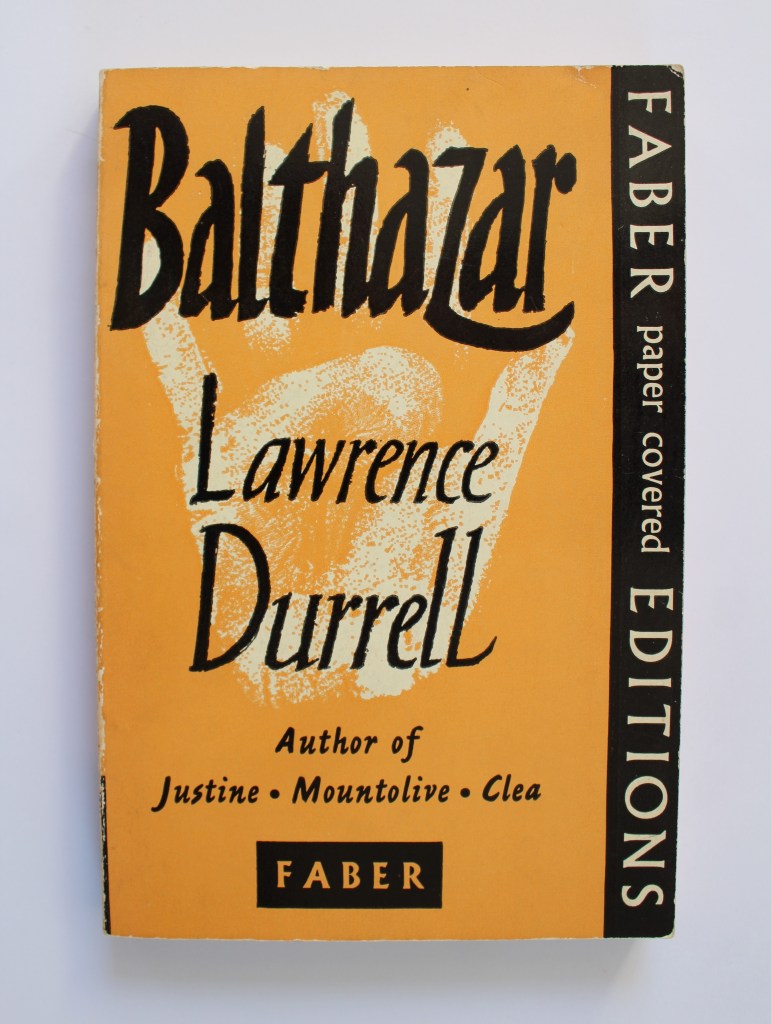 Balthazar
Lawrence
Durrell
Author of
Justine • Mountolive • Clea
FABER
FABER paper covered EDITIONS